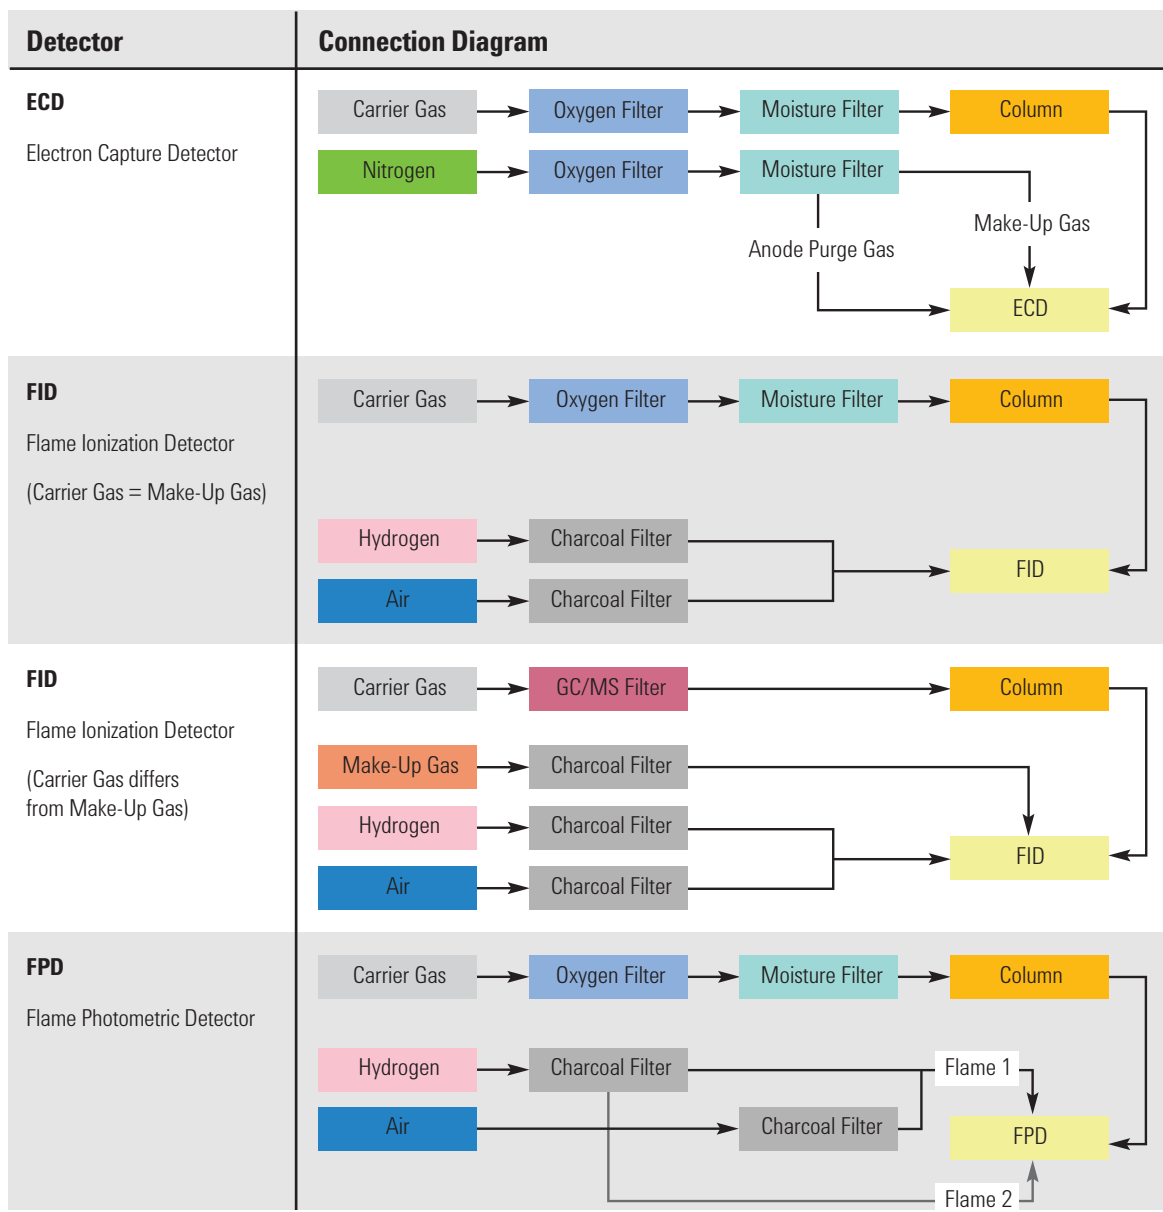 Detector
Connection Diagram
ECD
Electron Capture Detector
Carrier Gas
Oxygen Filter
Moisture Filter
Column
Nitrogen
Oxygen Filter
Moisture Filter
Make-Up Gas
Anode Purge Gas
ECD
FID
Flame Ionization Detector
(Carrier Gas = Make-Up Gas)
Carrier Gas
Oxygen Filter
Moisture Filter
Column
Hydrogen
Charcoal Filter
FID
Air
Charcoal Filter
FID
Flame Ionization Detector
(Carrier Gas differs
from Make-Up Gas)
Carrier Gas
GC/MS Filter
Column
Make-Up Gas
Charcoal Filter
Hydrogen
Charcoal Filter
FID
Air
Charcoal Filter
FPD
Flame Photometric Detector
Carrier Gas
Oxygen Filter
Moisture Filter
Column
Hydrogen
Charcoal Filter
Flame 1
Air
Charcoal Filter
FPD
Flame 2